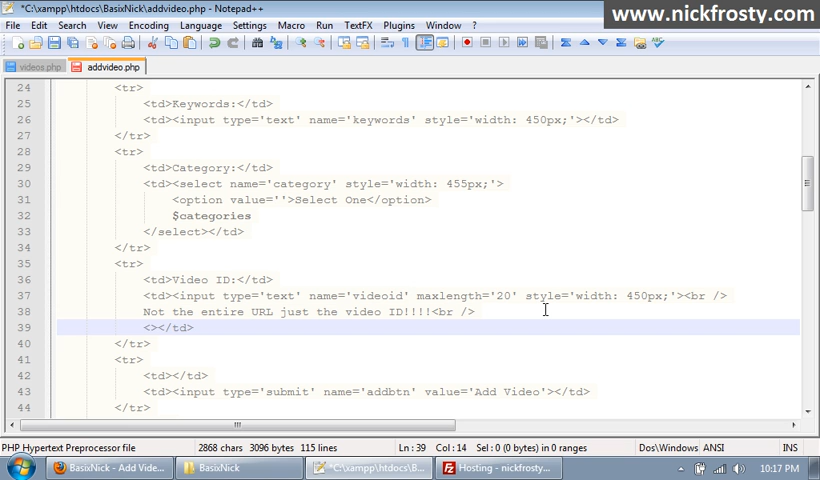 *C:\xampp\htdocs\BasixNick\addvideo.php - Notepad++
www.nickfrosty.com
File Edit Search View Encoding Language Settings Macro Run TextFX Plugins Window ?
videos.php addvideo.php
24 <tr>
25 <td>Keywords:</td>
26 <td><input type='text' name='keywords' style='width: 450px;'></td>
27 </tr>
28 <tr>
29 <td>Category:</td>
30 <td><select name='category' style='width: 455px;'>
31 <option value=''>Select One</option>
32 $categories
33 </select></td>
34 </tr>
35 <tr>
36 <td>Video ID:</td>
37 <td><input type='text' name='videoid' maxlength='20' style='width: 450px;'><br />
38 Not the entire URL just the video ID!!!!<br />
39 <></td>
40 </tr>
41 <tr>
42 <td></td>
43 <td><input type='submit' name='addbtn' value='Add Video'></td>
44 </tr>
PHP Hypertext Preprocessor file 2868 chars 3096 bytes 115 lines Ln : 39 Col : 14 Sel : 0 (0 bytes) in 0 ranges Dos\Windows ANSI INS
BasixNick - Add Vide... BasixNick *C:\xampp\htdocs\B... Hosting - nickfrosty... 10:17 PM